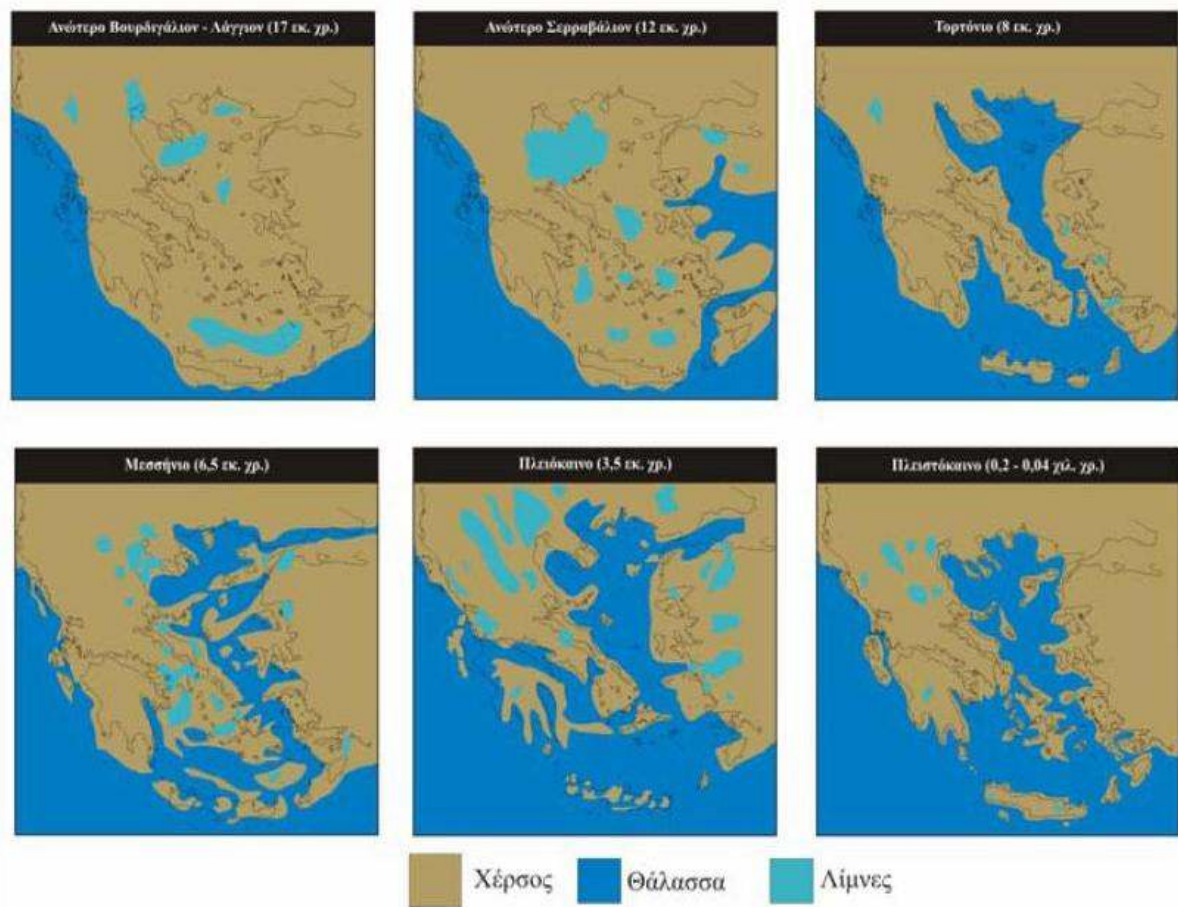 Ανώτερο Βουρδιγάλιον - Λάγγιον (17 εκ. χρ.)
Ανώτερο Σερραβάλιον (12 εκ. χρ.)
Τορτόνιο (8 εκ. χρ.)
Μεσσήνιο (6,5 εκ. χρ.)
Πλειόκαινο (3,5 εκ. χρ.)
Πλειστόκαινο (0,2 - 0,04 χιλ. χρ.)
Χέρσος
Θάλασσα
Λίμνες